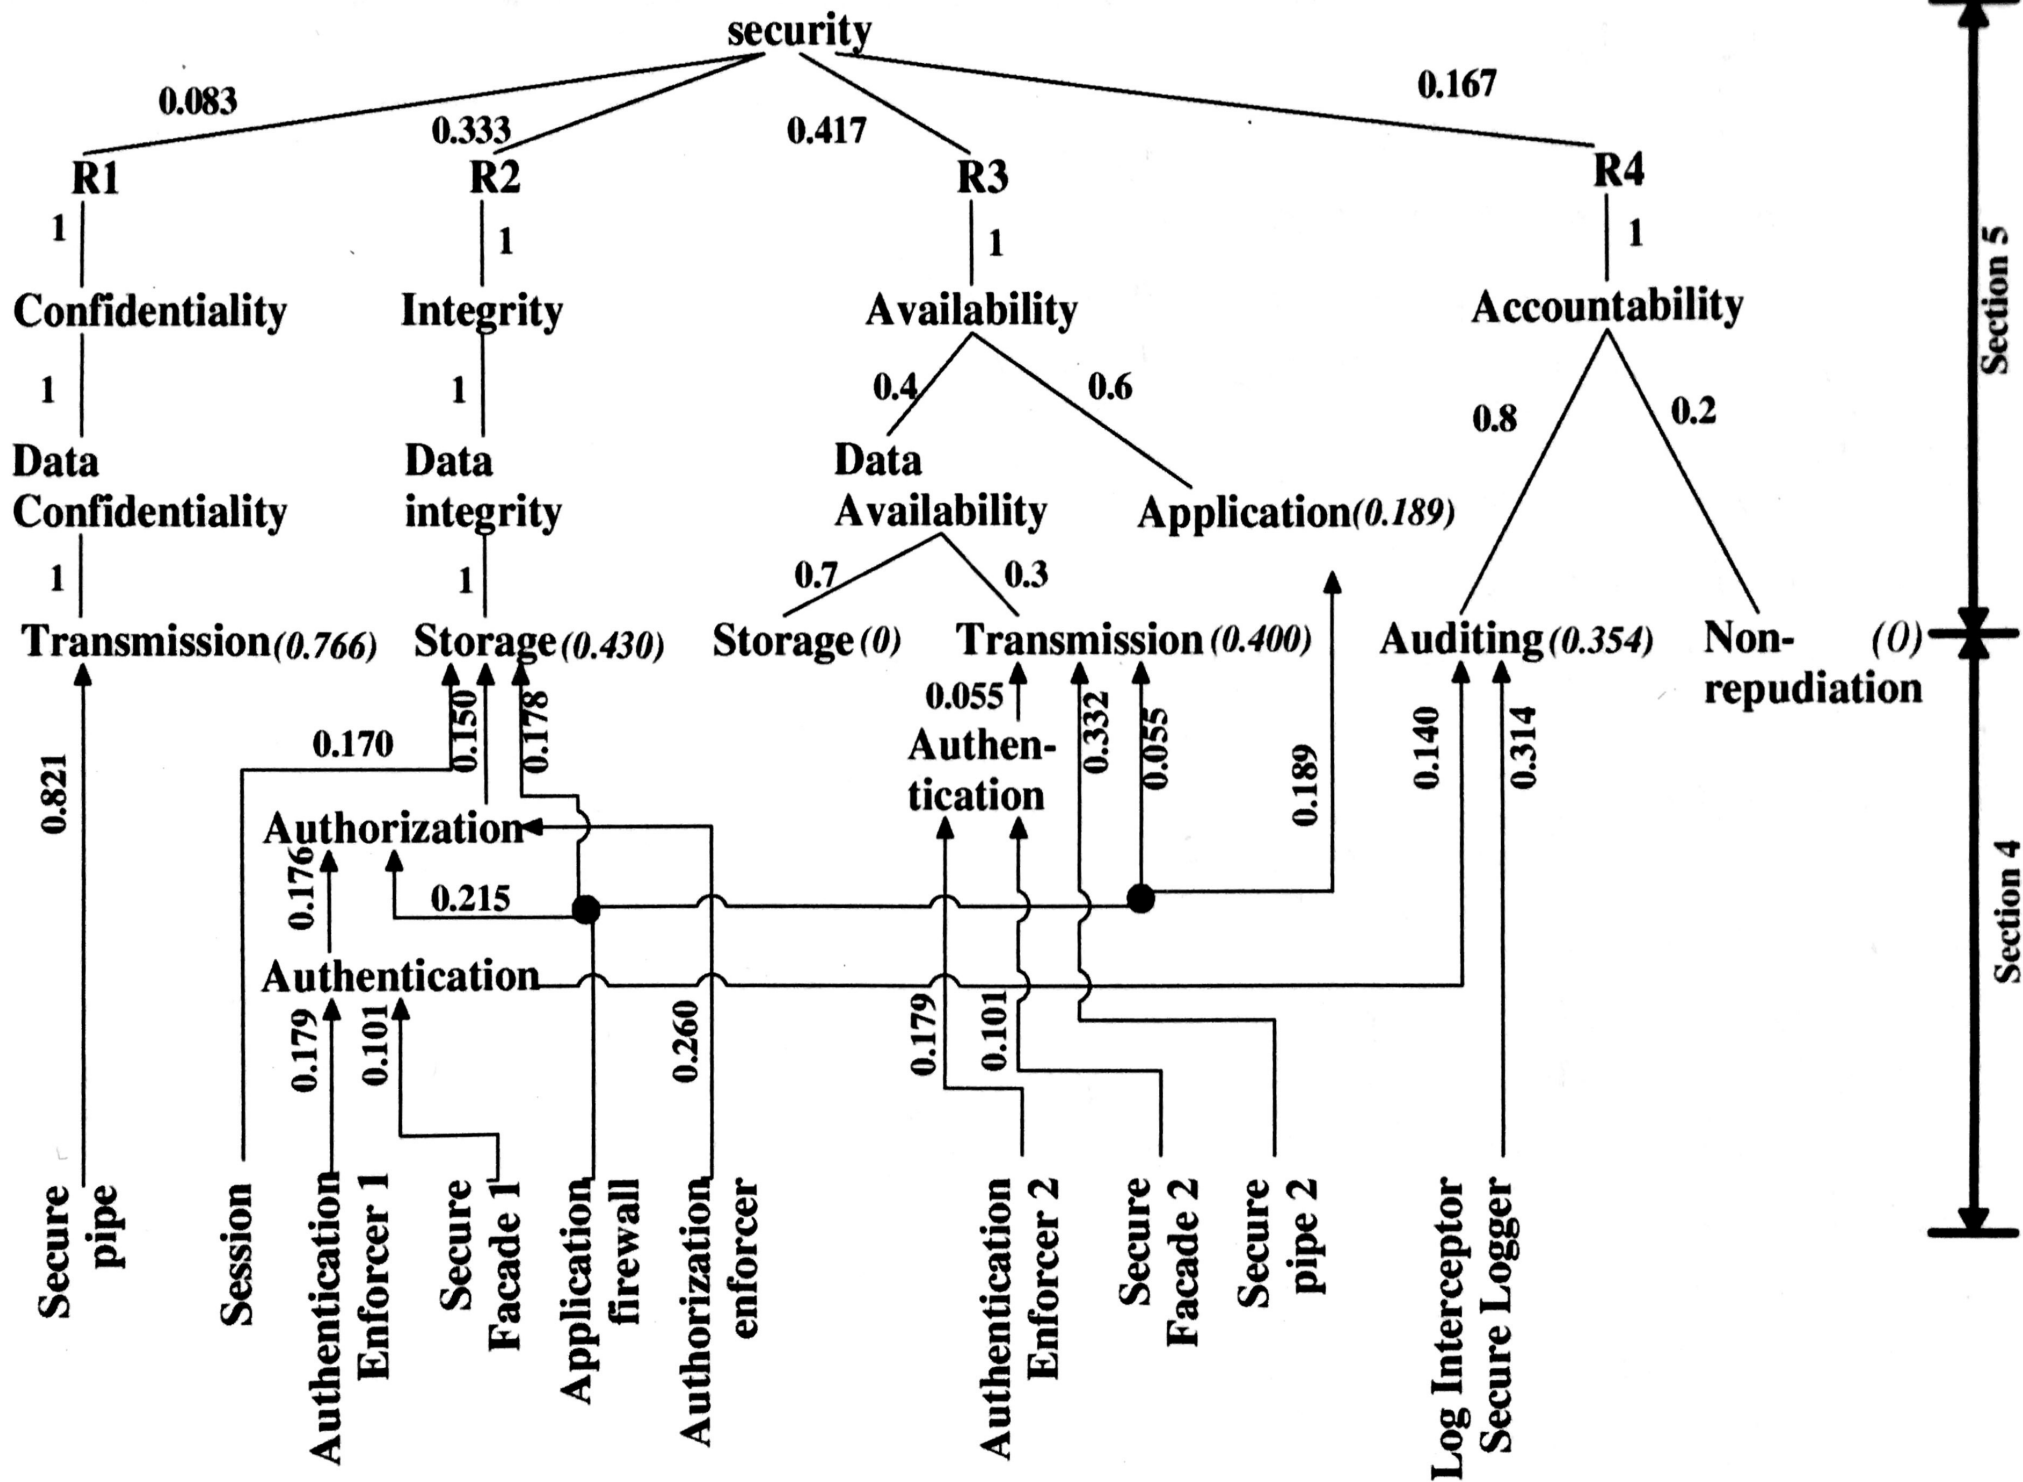 security
0.083
0.333
0.417
0.167
R1
R2
R3
R4
1
1
1
1
Confidentiality
Integrity
Availability
Accountability
1
1
0.4
0.6
0.8
0.2
Data
Confidentiality
Data
integrity
Data
Availability
Application(0.189)
1
1
0.7
0.3
Transmission(0.766)
Storage(0.430)
Storage(0)
Transmission(0.400)
Auditing(0.354)
Non-
repudiation
(0)
0.821
0.170
0.150
0.178
0.055
Authen-
tication
0.332
0.055
0.189
0.140
0.314
Authorization
0.176
0.215
Authentication
0.179
0.101
0.260
0.179
0.101
Secure
pipe
Session
Authentication
Enforcer 1
Secure
Facade 1
Application
firewall
Authorization
enforcer
Authentication
Enforcer 2
Secure
Facade 2
Secure
pipe 2
Log Interceptor
Secure Logger
Section 5
Section 4